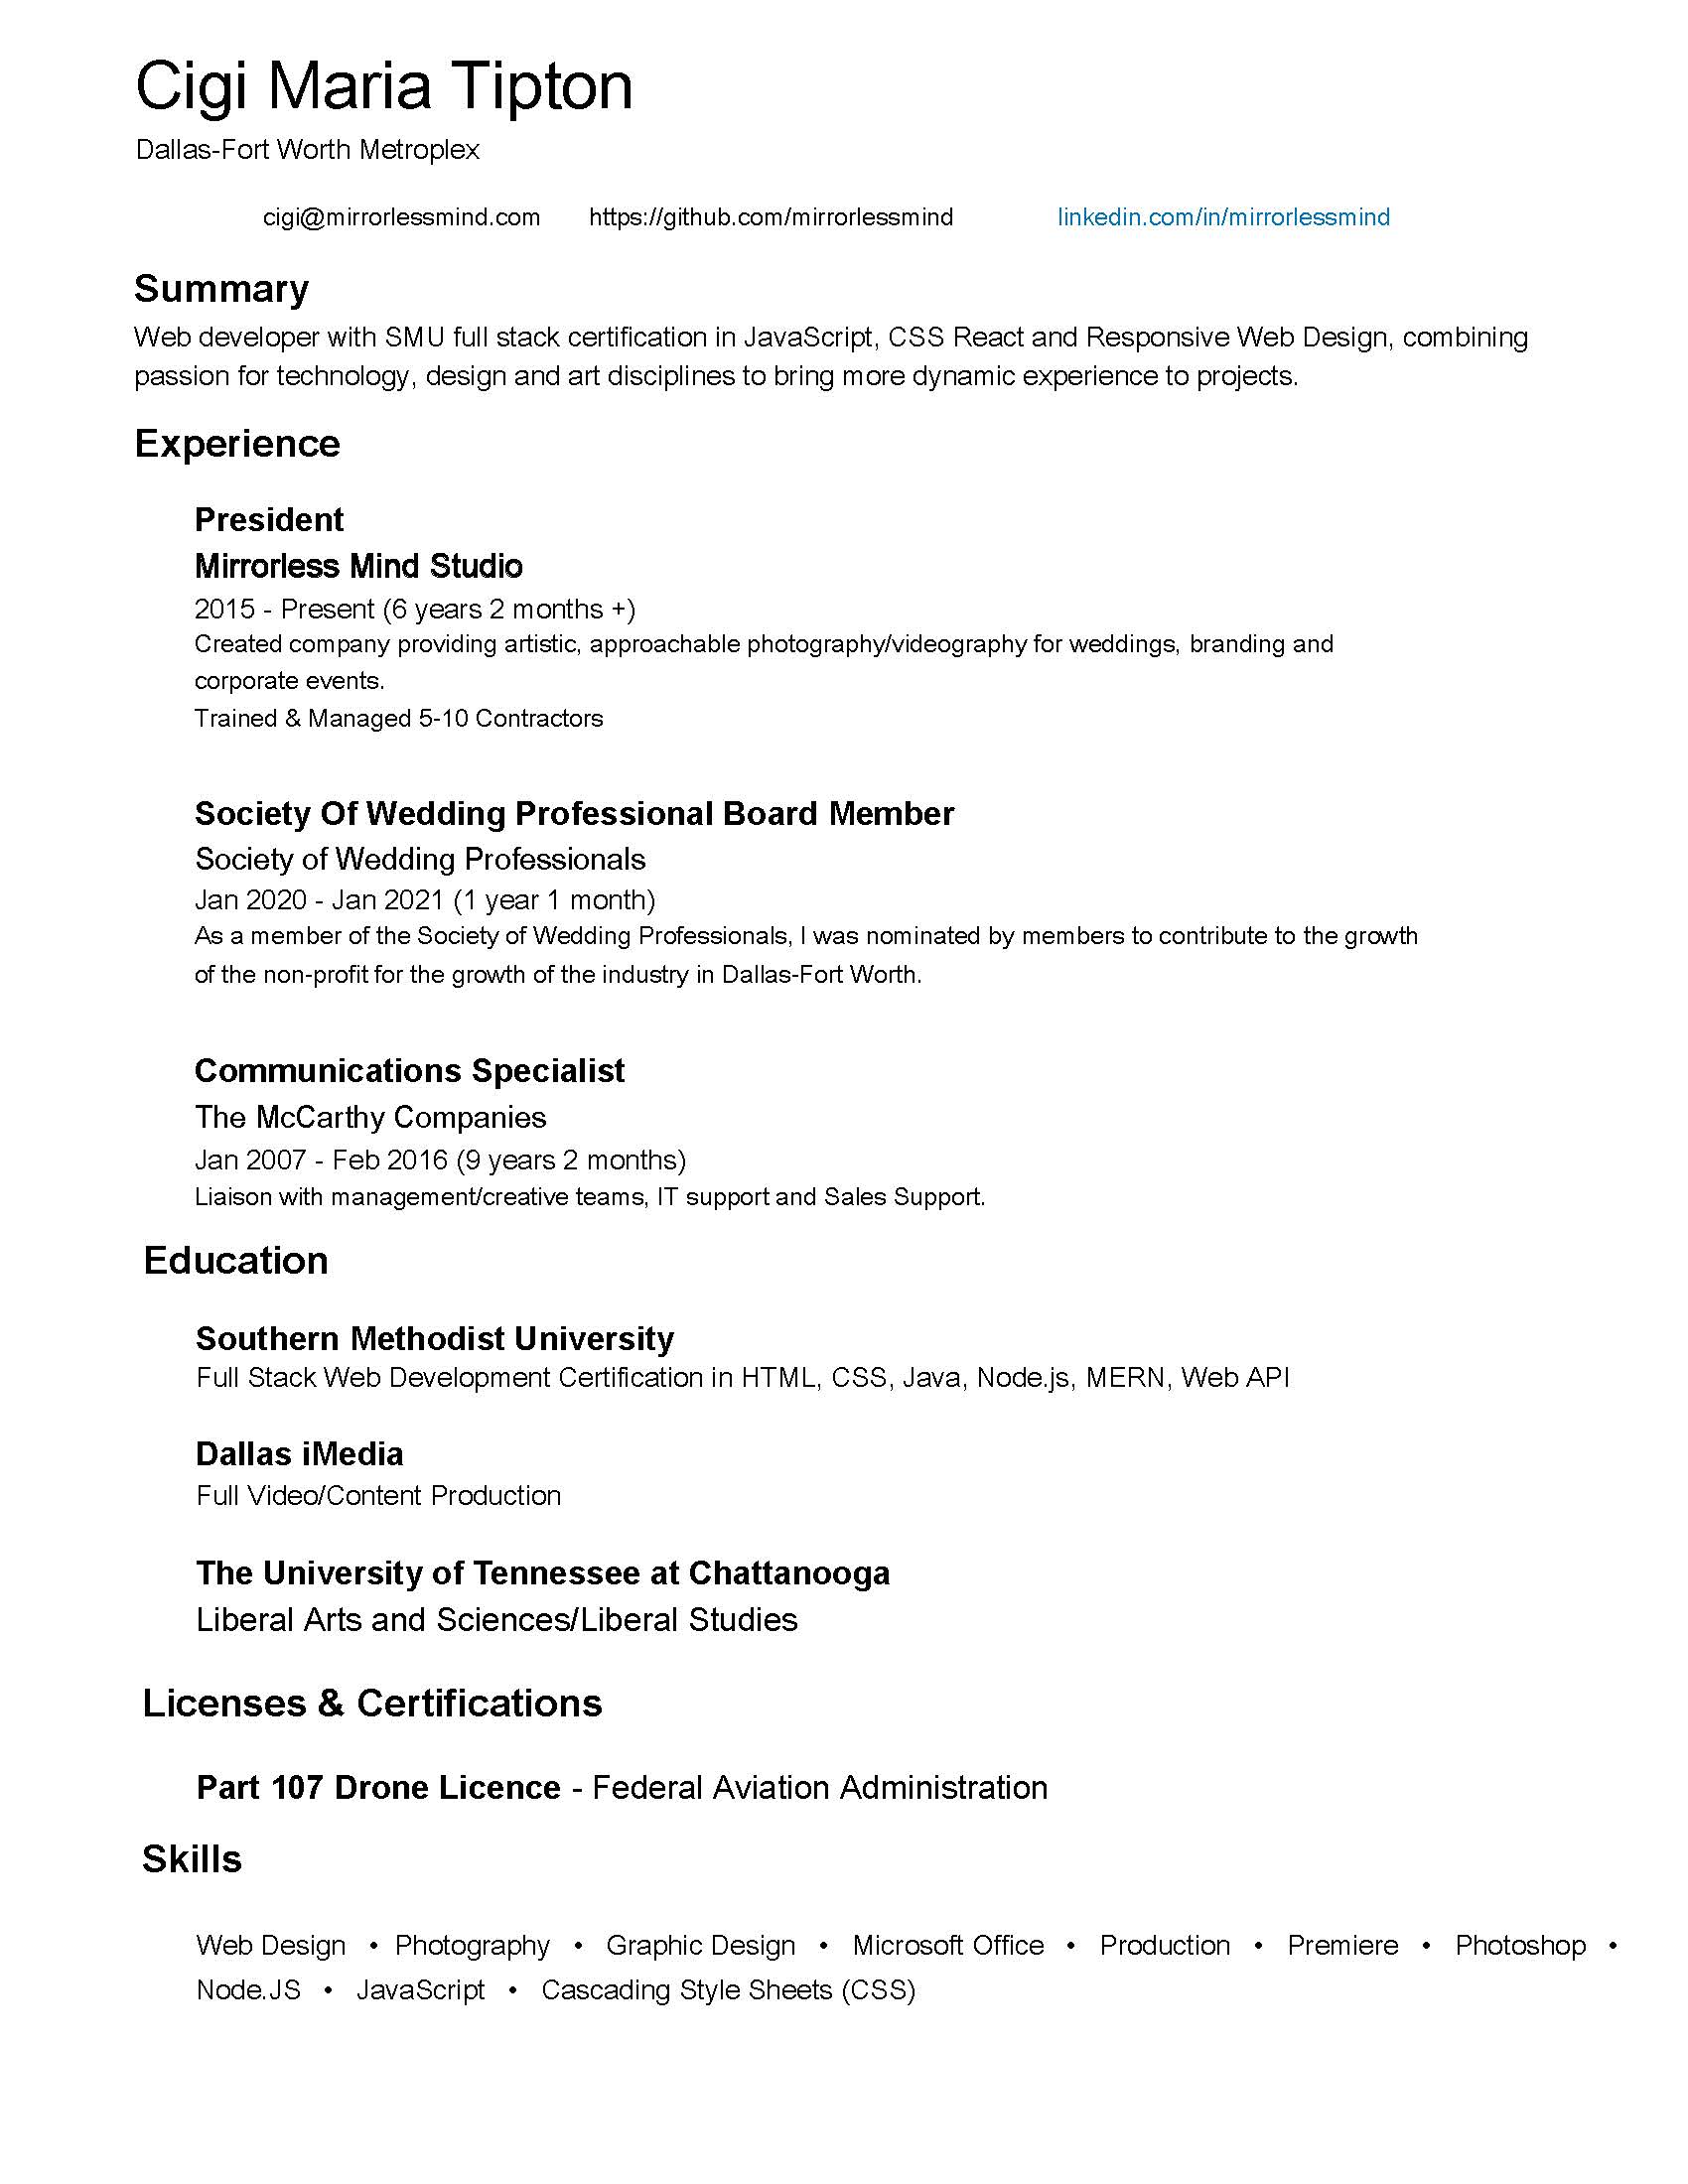 Cigi Maria Tipton
Dallas-Fort Worth Metroplex
cigi@mirrorlessmind.com https://github.com/mirrorlessmind linkedin.com/in/mirrorlessmind
Summary
Web developer with SMU full stack certification in JavaScript, CSS React and Responsive Web Design, combining
passion for technology, design and art disciplines to bring more dynamic experience to projects.
Experience
President
Mirrorless Mind Studio
2015 - Present (6 years 2 months +)
Created company providing artistic, approachable photography/videography for weddings, branding and
corporate events.
Trained & Managed 5-10 Contractors
Society Of Wedding Professional Board Member
Society of Wedding Professionals
Jan 2020 - Jan 2021 (1 year 1 month)
As a member of the Society of Wedding Professionals, I was nominated by members to contribute to the growth
of the non-profit for the growth of the industry in Dallas-Fort Worth.
Communications Specialist
The McCarthy Companies
Jan 2007 - Feb 2016 (9 years 2 months)
Liaison with management/creative teams, IT support and Sales Support.
Education
Southern Methodist University
Full Stack Web Development Certification in HTML, CSS, Java, Node.js, MERN, Web API
Dallas iMedia
Full Video/Content Production
The University of Tennessee at Chattanooga
Liberal Arts and Sciences/Liberal Studies
Licenses & Certifications
Part 107 Drone Licence - Federal Aviation Administration
Skills
Web Design • Photography • Graphic Design • Microsoft Office • Production • Premiere • Photoshop •
Node.JS • JavaScript • Cascading Style Sheets (CSS)